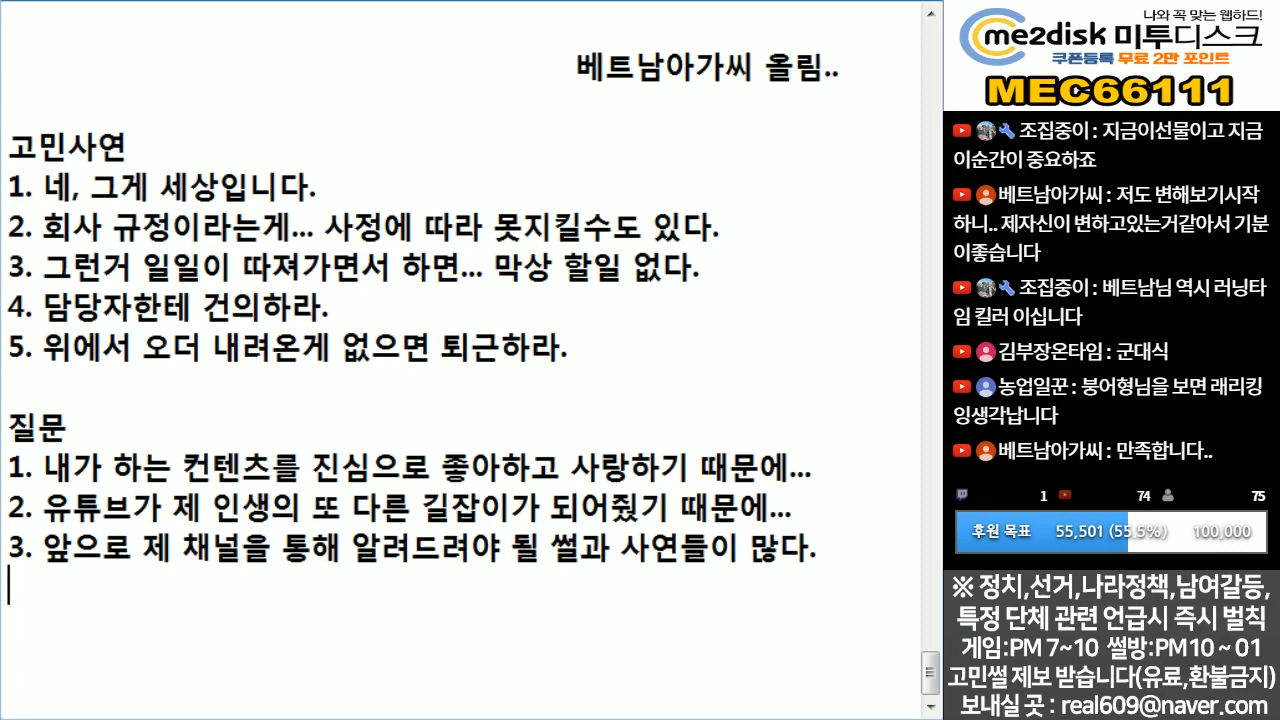 베트남아가씨 올림..
고민사연
1. 네, 그게 세상입니다.
2. 회사 규정이라는게... 사정에 따라 못지킬수도 있다.
3. 그런거 일일이 따져가면서 하면... 막상 할일 없다.
4. 담당자한테 건의하라.
5. 위에서 오더 내려온게 없으면 퇴근하라.
질문
1. 내가 하는 컨텐츠를 진심으로 좋아하고 사랑하기 때문에...
2. 유튜브가 제 인생의 또 다른 길잡이가 되어줬기 때문에...
3. 앞으로 제 채널을 통해 알려드려야 될 썰과 사연들이 많다.
나와 꼭 맞는 웹하드!
me2disk 미투디스크
쿠폰등록 무료 2만 포인트
MEC66111
조집중이 : 지금이선물이고 지금
이순간이 중요하죠
베트남아가씨 : 저도 변해보기시작
하니.. 제자신이 변하고있는거같아서 기분
이좋습니다
조집중이 : 베트남님 역시 러닝타
임 킬러 이십니다
김부장온타임 : 군대식
농업일꾼 : 붕어형님을 보면 래리킹
잉생각납니다
베트남아가씨 : 만족합니다..
1 74 75
후원 목표 55,501 (55.5%) 100,000
※ 정치,선거,나라정책,남여갈등,
특정 단체 관련 언급시 즉시 벌칙
게임:PM 7~10 썰방:PM 10 ~ 01
고민썰 제보 받습니다(유료,환불금지)
보내실 곳 : real609@naver.com